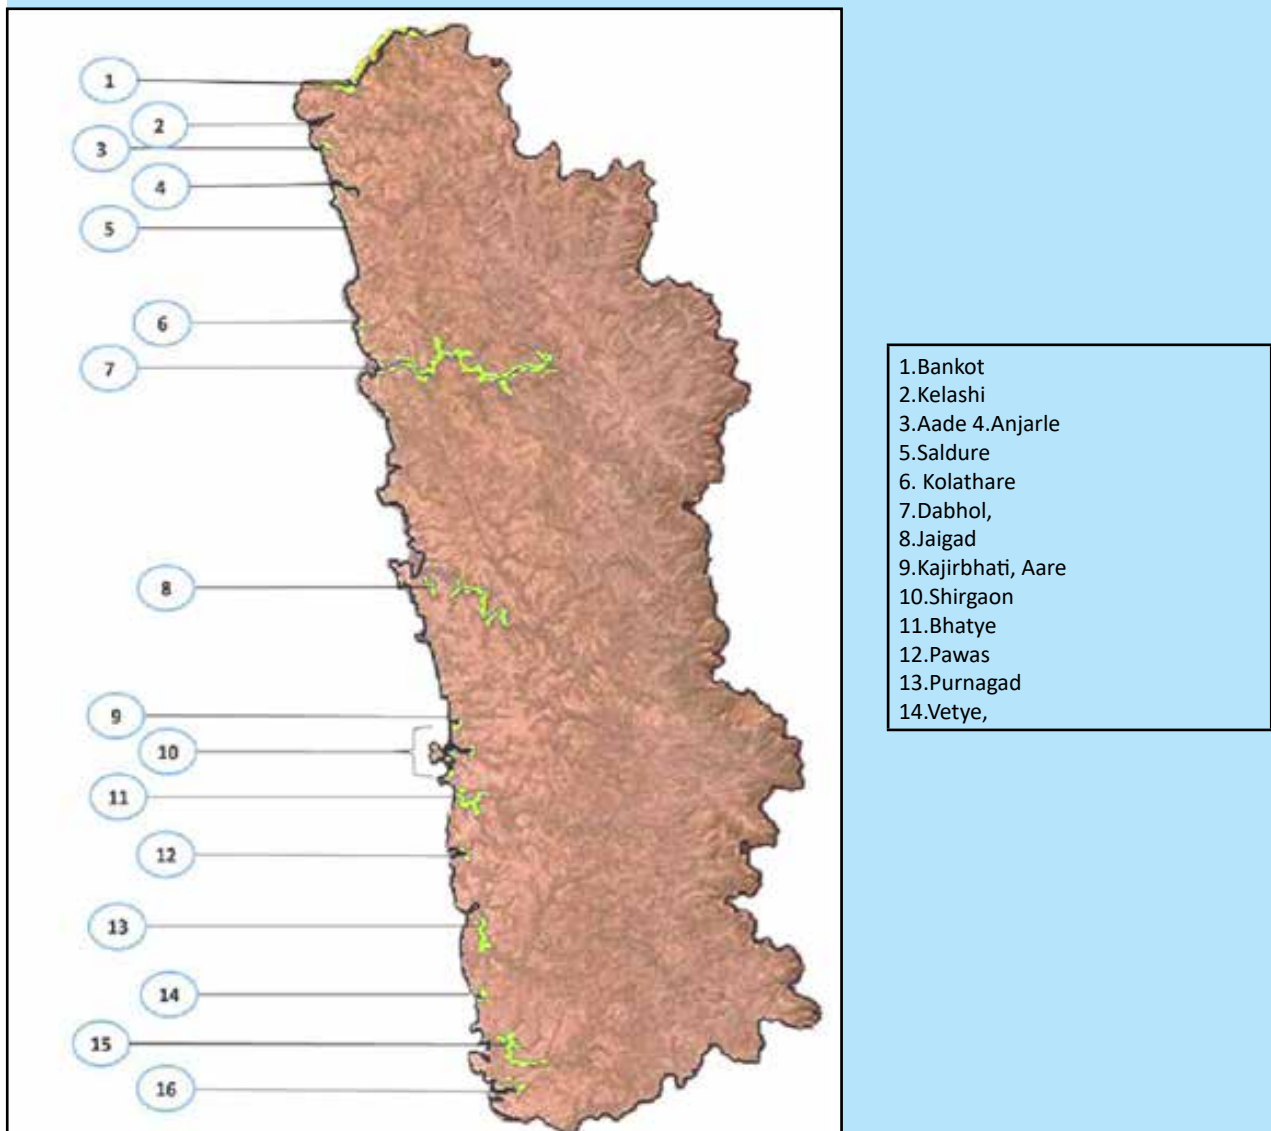 1
2
3
4
5
6
7
8
9
10
11
12
13
14
15
16
1.Bankot
2.Kelashi
3.Aade 4.Anjarle
5.Saldure
6. Kolathare
7.Dabhol,
8.Jaigad
9.Kajirbhati, Aare
10.Shirgaon
11.Bhatye
12.Pawas
13.Purnagad
14.Vetye,